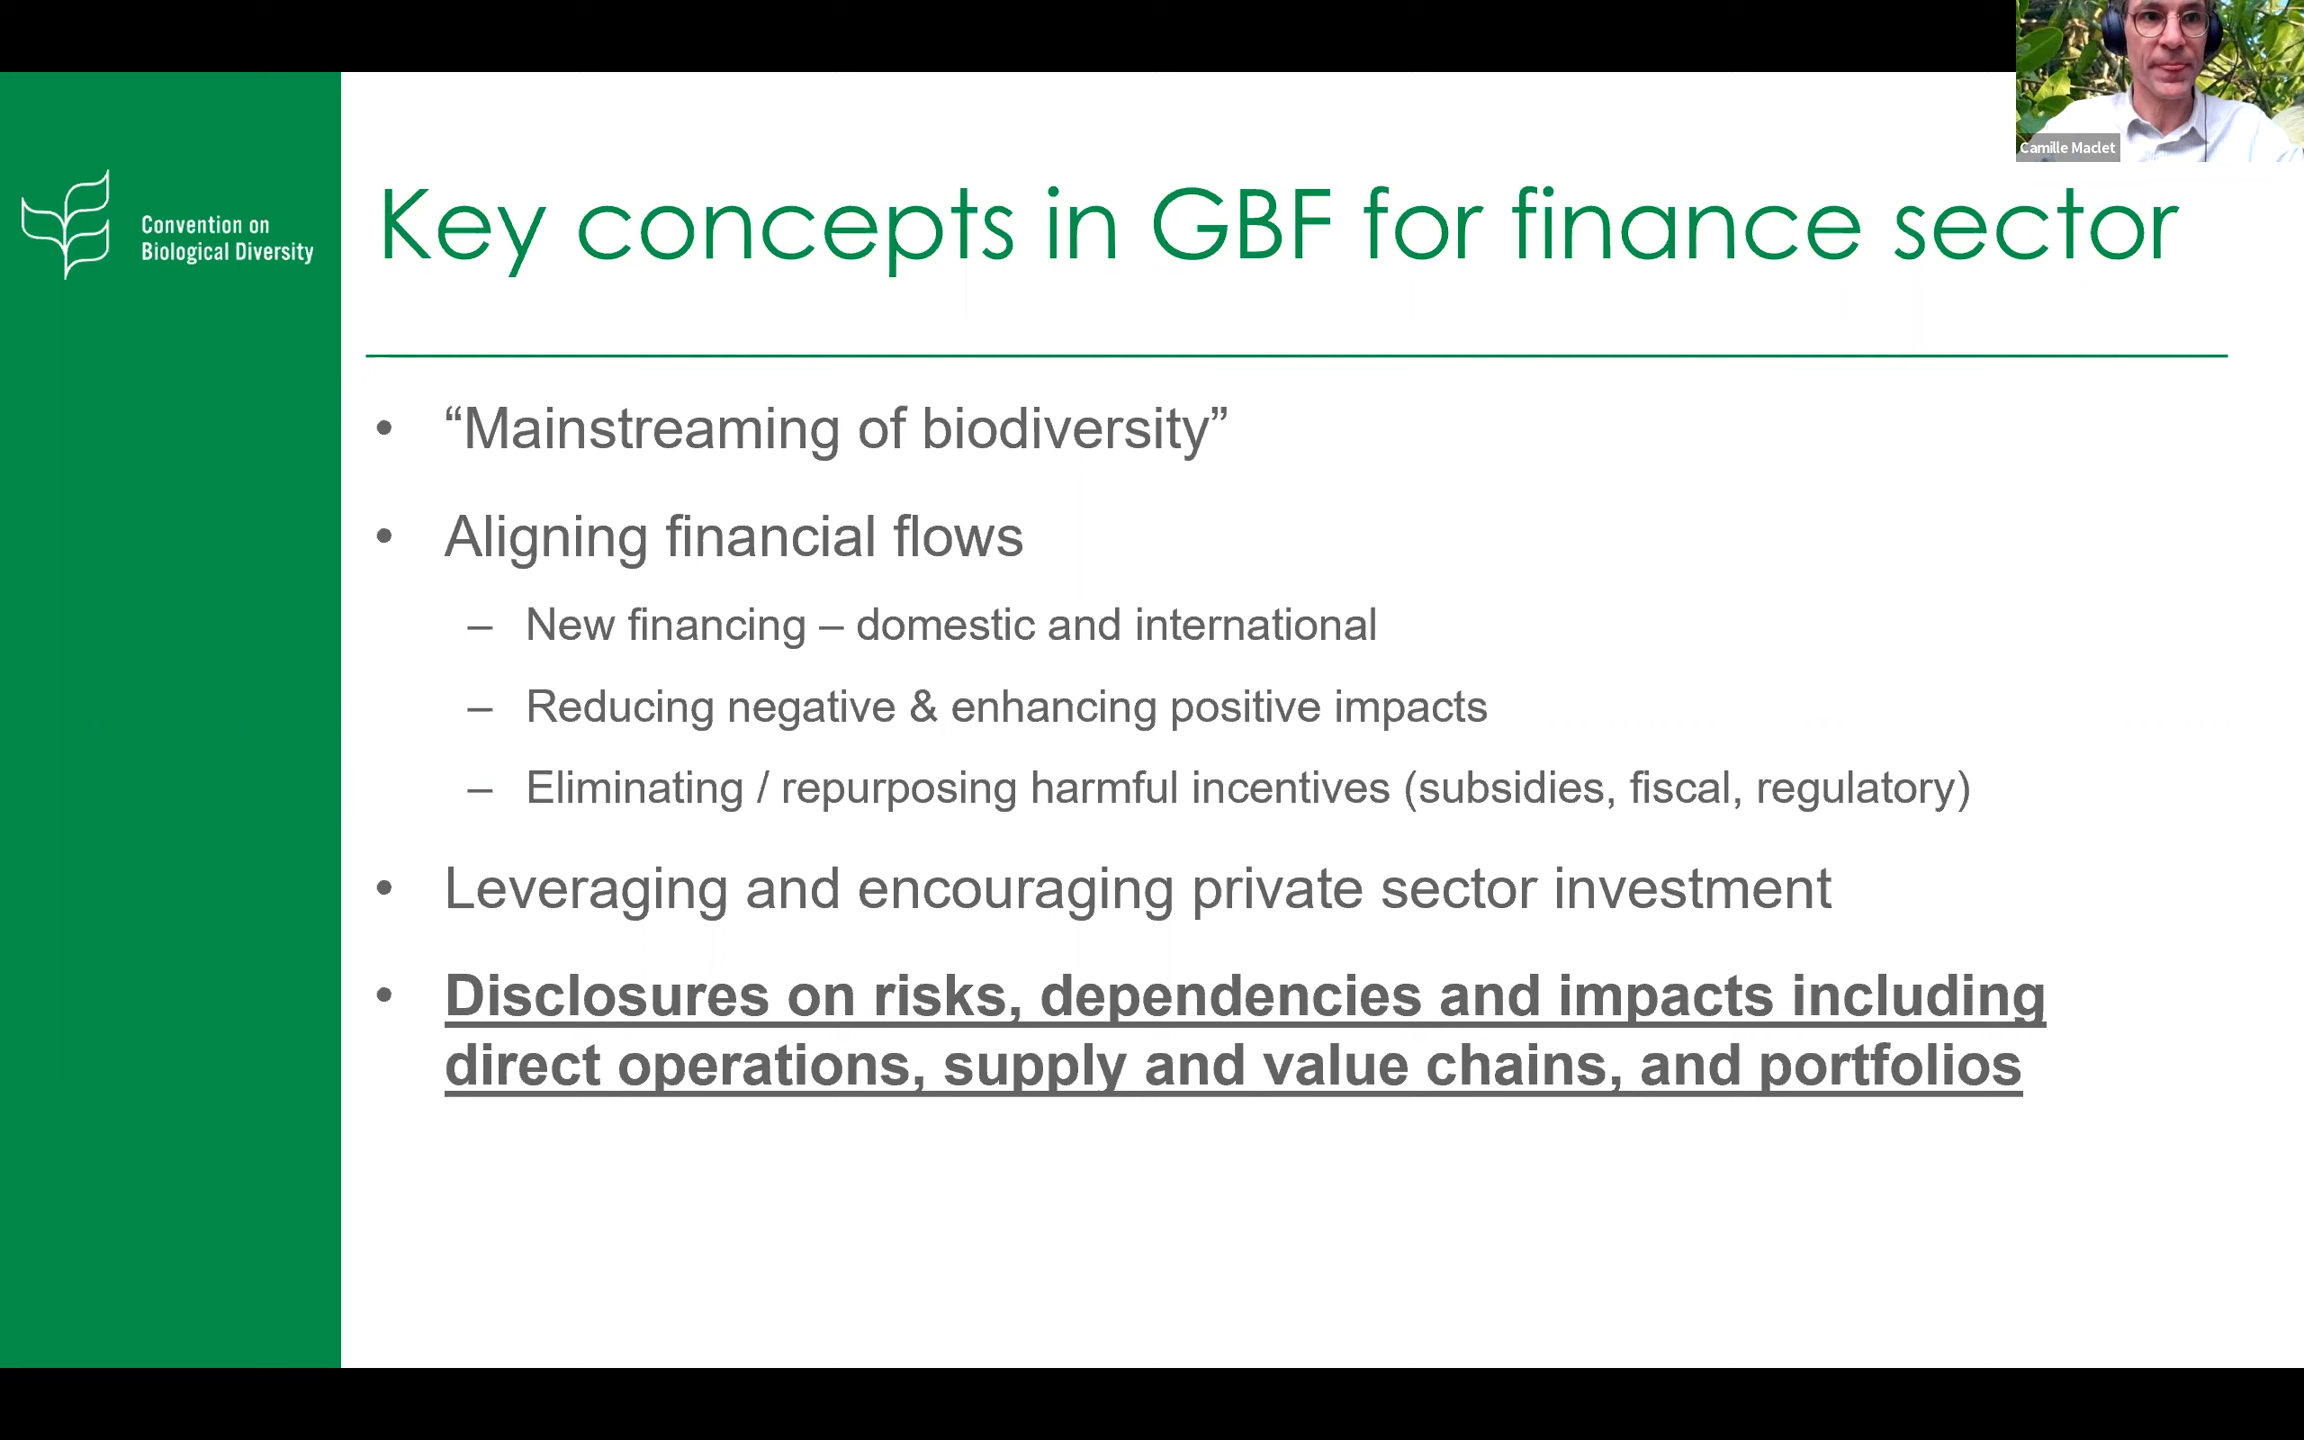 Camille Maclet
Convention on
Biological Diversity
Key concepts in GBF for finance sector
• “Mainstreaming of biodiversity”
• Aligning financial flows
– New financing – domestic and international
– Reducing negative & enhancing positive impacts
– Eliminating / repurposing harmful incentives (subsidies, fiscal, regulatory)
• Leveraging and encouraging private sector investment
• Disclosures on risks, dependencies and impacts including
direct operations, supply and value chains, and portfolios